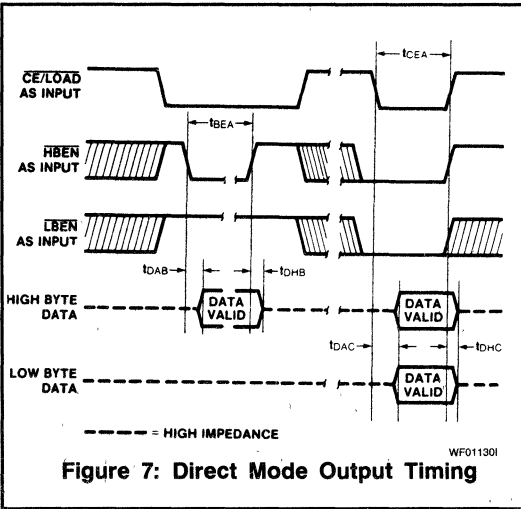 tCEA
CE/LOAD
AS INPUT
tBEA
HBEN
AS INPUT
LBEN
AS INPUT
tDAB
tDHB
HIGH BYTE
DATA
DATA
VALID
DATA
VALID
tDAC
tDHC
LOW BYTE
DATA
DATA
VALID
= HIGH IMPEDANCE
WF01130I
Figure 7: Direct Mode Output Timing